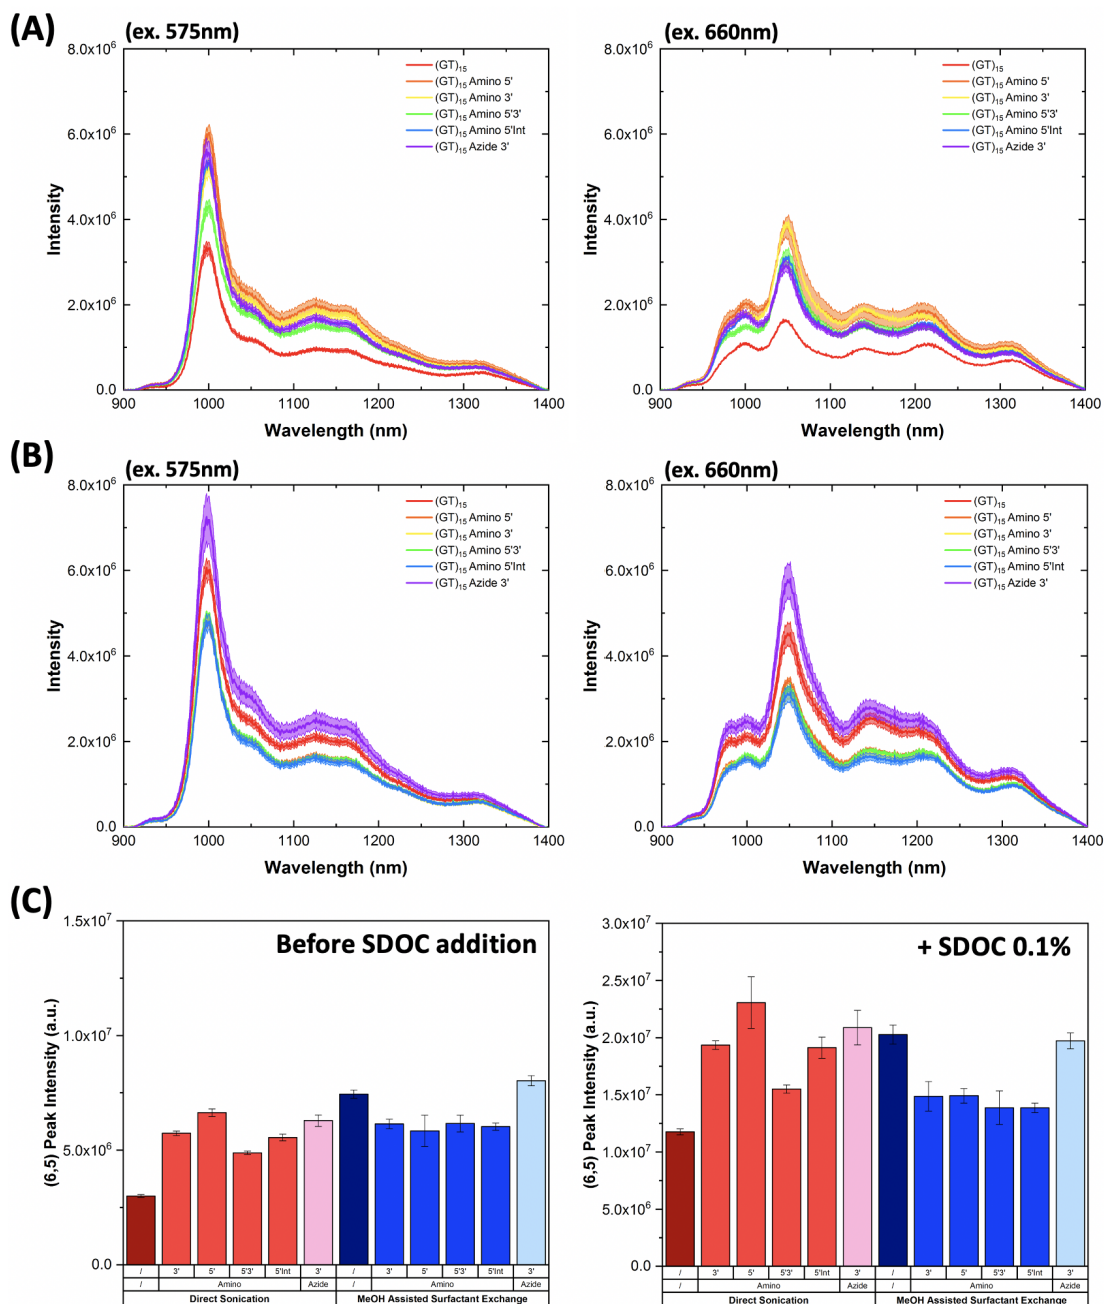 (A)
(ex. 575nm)
(ex. 660nm)
8.0x10⁶
6.0x10⁶
4.0x10⁶
2.0x10⁶
0.0
Intensity
(GT)₁₅
(GT)₁₅ Amino 5'
(GT)₁₅ Amino 3'
(GT)₁₅ Amino 5'3'
(GT)₁₅ Amino 5'Int
(GT)₁₅ Azide 3'
900 1000 1100 1200 1300 1400
Wavelength (nm)
8.0x10⁶
6.0x10⁶
4.0x10⁶
2.0x10⁶
0.0
Intensity
(GT)₁₅
(GT)₁₅ Amino 5'
(GT)₁₅ Amino 3'
(GT)₁₅ Amino 5'3'
(GT)₁₅ Amino 5'Int
(GT)₁₅ Azide 3'
900 1000 1100 1200 1300 1400
Wavelength (nm)
(B)
(ex. 575nm)
(ex. 660nm)
8.0x10⁶
6.0x10⁶
4.0x10⁶
2.0x10⁶
0.0
Intensity
(GT)₁₅
(GT)₁₅ Amino 5'
(GT)₁₅ Amino 3'
(GT)₁₅ Amino 5'3'
(GT)₁₅ Amino 5'Int
(GT)₁₅ Azide 3'
900 1000 1100 1200 1300 1400
Wavelength (nm)
8.0x10⁶
6.0x10⁶
4.0x10⁶
2.0x10⁶
0.0
Intensity
(GT)₁₅
(GT)₁₅ Amino 5'
(GT)₁₅ Amino 3'
(GT)₁₅ Amino 5'3'
(GT)₁₅ Amino 5'Int
(GT)₁₅ Azide 3'
900 1000 1100 1200 1300 1400
Wavelength (nm)
(C)
Before SDOC addition
1.5x10⁷
1.0x10⁷
5.0x10⁶
0.0
(6,5) Peak Intensity (a.u.)
/ 3' 5' 5'3' 5'Int 3' / 3' 5' 5'3' 5'Int 3'
/ Amino Azide / Amino Azide
Direct Sonication MeOH Assisted Surfactant Exchange
+ SDOC 0.1%
3.0x10⁷
2.5x10⁷
2.0x10⁷
1.5x10⁷
1.0x10⁷
5.0x10⁶
0.0
(6,5) Peak Intensity (a.u.)
/ 3' 5' 5'3' 5'Int 3' / 3' 5' 5'3' 5'Int 3'
/ Amino Azide / Amino Azide
Direct Sonication MeOH Assisted Surfactant Exchange